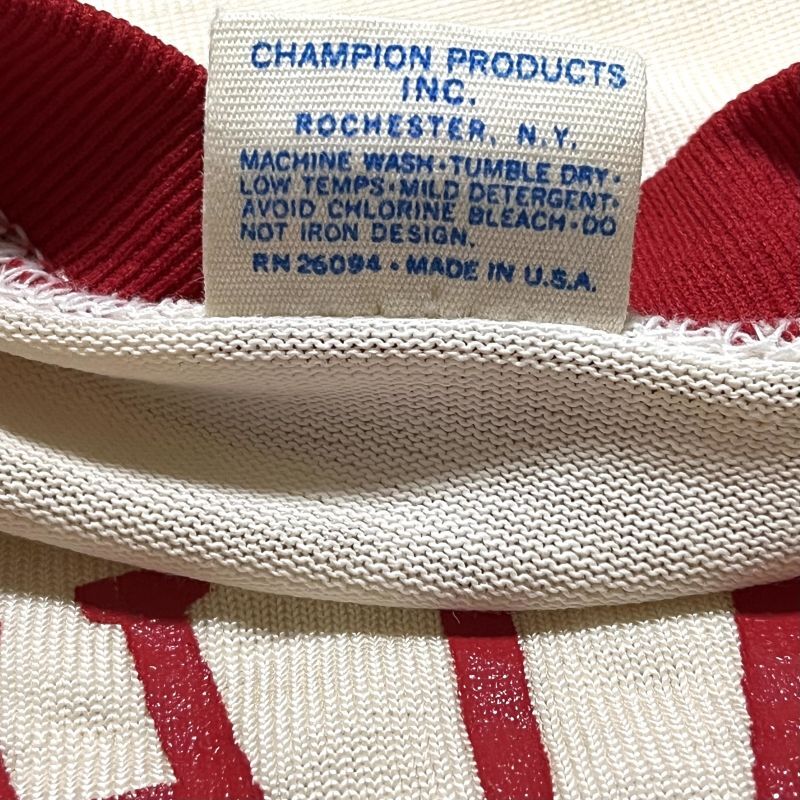 CHAMPION PRODUCTS
INC.
ROCHESTER, N.Y.
MACHINE WASH·TUMBLE DRY·
LOW TEMPS·MILD DETERGENT·
AVOID CHLORINE BLEACH·DO
NOT IRON DESIGN.
RN 26094 · MADE IN U.S.A.